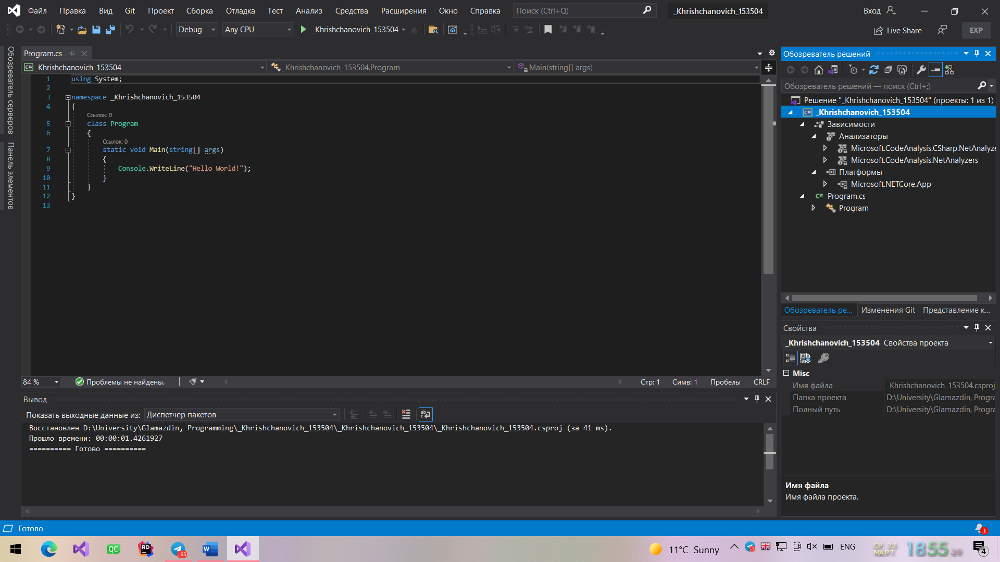 Файл Правка Вид Git Проект Сборка Отладка Тест Анализ Средства Расширения Окно Справка Поиск (Ctrl+Q) _Khrishchanovich_153504 Вход
Debug Any CPU _Khrishchanovich_153504 Live Share EXP
Обозреватель серверов
Панель элементов
Program.cs
_Khrishchanovich_153504 _Khrishchanovich_153504.Program Main(string[] args)
1 using System;
2
3 namespace _Khrishchanovich_153504
4 {
Ссылок: 0
5 class Program
6 {
Ссылок: 0
7 static void Main(string[] args)
8 {
9 Console.WriteLine("Hello World!");
10 }
11 }
12 }
13
84 % Проблемы не найдены. Стр: 1 Симв: 1 Пробелы CRLF
Вывод
Показать выходные данные из: Диспетчер пакетов
Восстановлен D:\University\Glamazdin, Programming\_Khrishchanovich_153504\_Khrishchanovich_153504\_Khrishchanovich_153504.csproj (за 41 ms).
Прошло времени: 00:00:01.4261927
========== Готово ==========
Обозреватель решений
Обозреватель решений — поиск (Ctrl+;)
Решение "_Khrishchanovich_153504" (проекты: 1 из 1)
_Khrishchanovich_153504
Зависимости
Анализаторы
Microsoft.CodeAnalysis.CSharp.NetAnalyze
Microsoft.CodeAnalysis.NetAnalyzers
Платформы
Microsoft.NETCore.App
C# Program.cs
Program
Обозреватель ре... Изменения Git Представление к...
Свойства
_Khrishchanovich_153504 Свойства проекта
Misc
Имя файла _Khrishchanovich_153504.csproj
Папка проекта D:\University\Glamazdin, Progra
Полный путь D:\University\Glamazdin, Progra
Имя файла
Имя файла проекта.
Готово 3
QC RD ..65 W 11°C Sunny ENG СР, 23 МАРТ 18:55:39 4